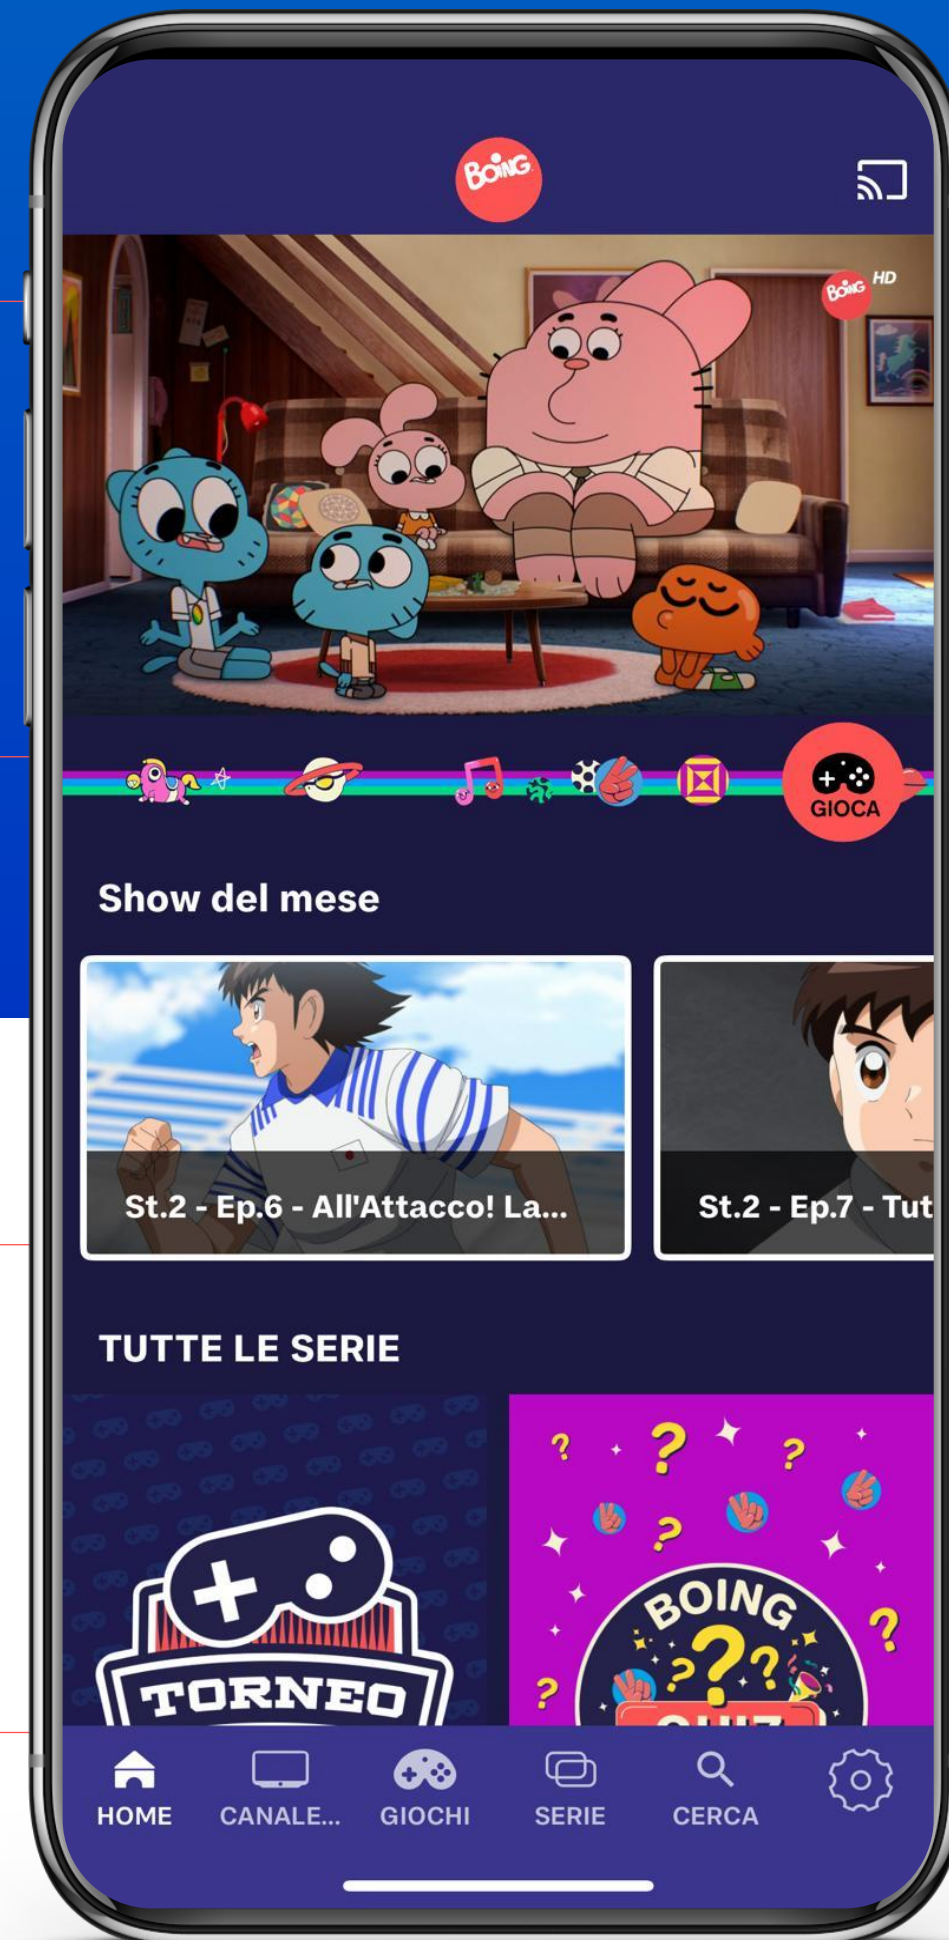 BOING
BOING HD
GIOCA
Show del mese
St.2 - Ep.6 - All'Attacco! La...
St.2 - Ep.7 - Tut
TUTTE LE SERIE
TORNEO
BOING
QUIZ
HOME
CANALE...
GIOCHI
SERIE
CERCA